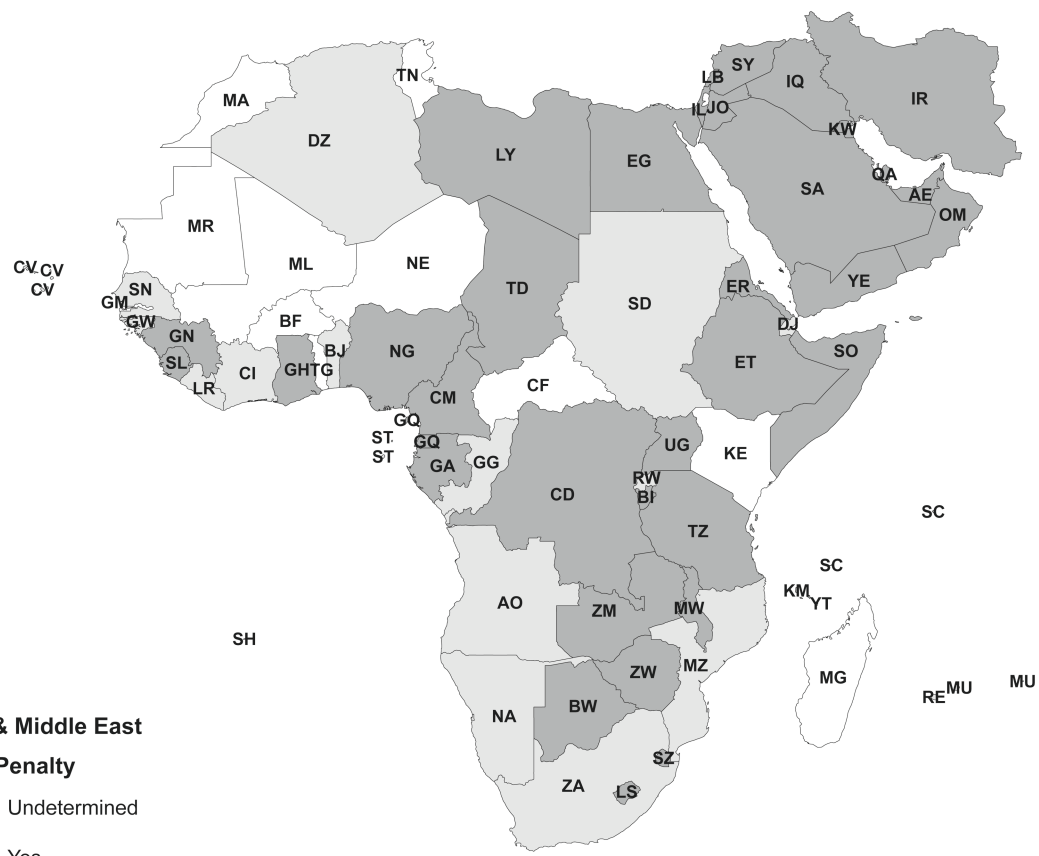 SY
LB
IQ
IR
TN
MA
IL
JO
KW
DZ
LY
EG
QA
SA
AE
OM
MR
ML
NE
CV
CV
CV
SN
GM
TD
SD
ER
YE
GW
BF
DJ
GN
SL
BJ
NG
GH
TG
ET
SO
LR
CI
CM
CF
GQ
ST
ST
GQ
GA
GG
UG
KE
RW
BI
CD
TZ
SC
SC
AO
ZM
MW
KM
YT
SH
ZW
MZ
MG
RE
MU
MU
NA
BW
& Middle East
SZ
Penalty
ZA
LS
Undetermined
Yes